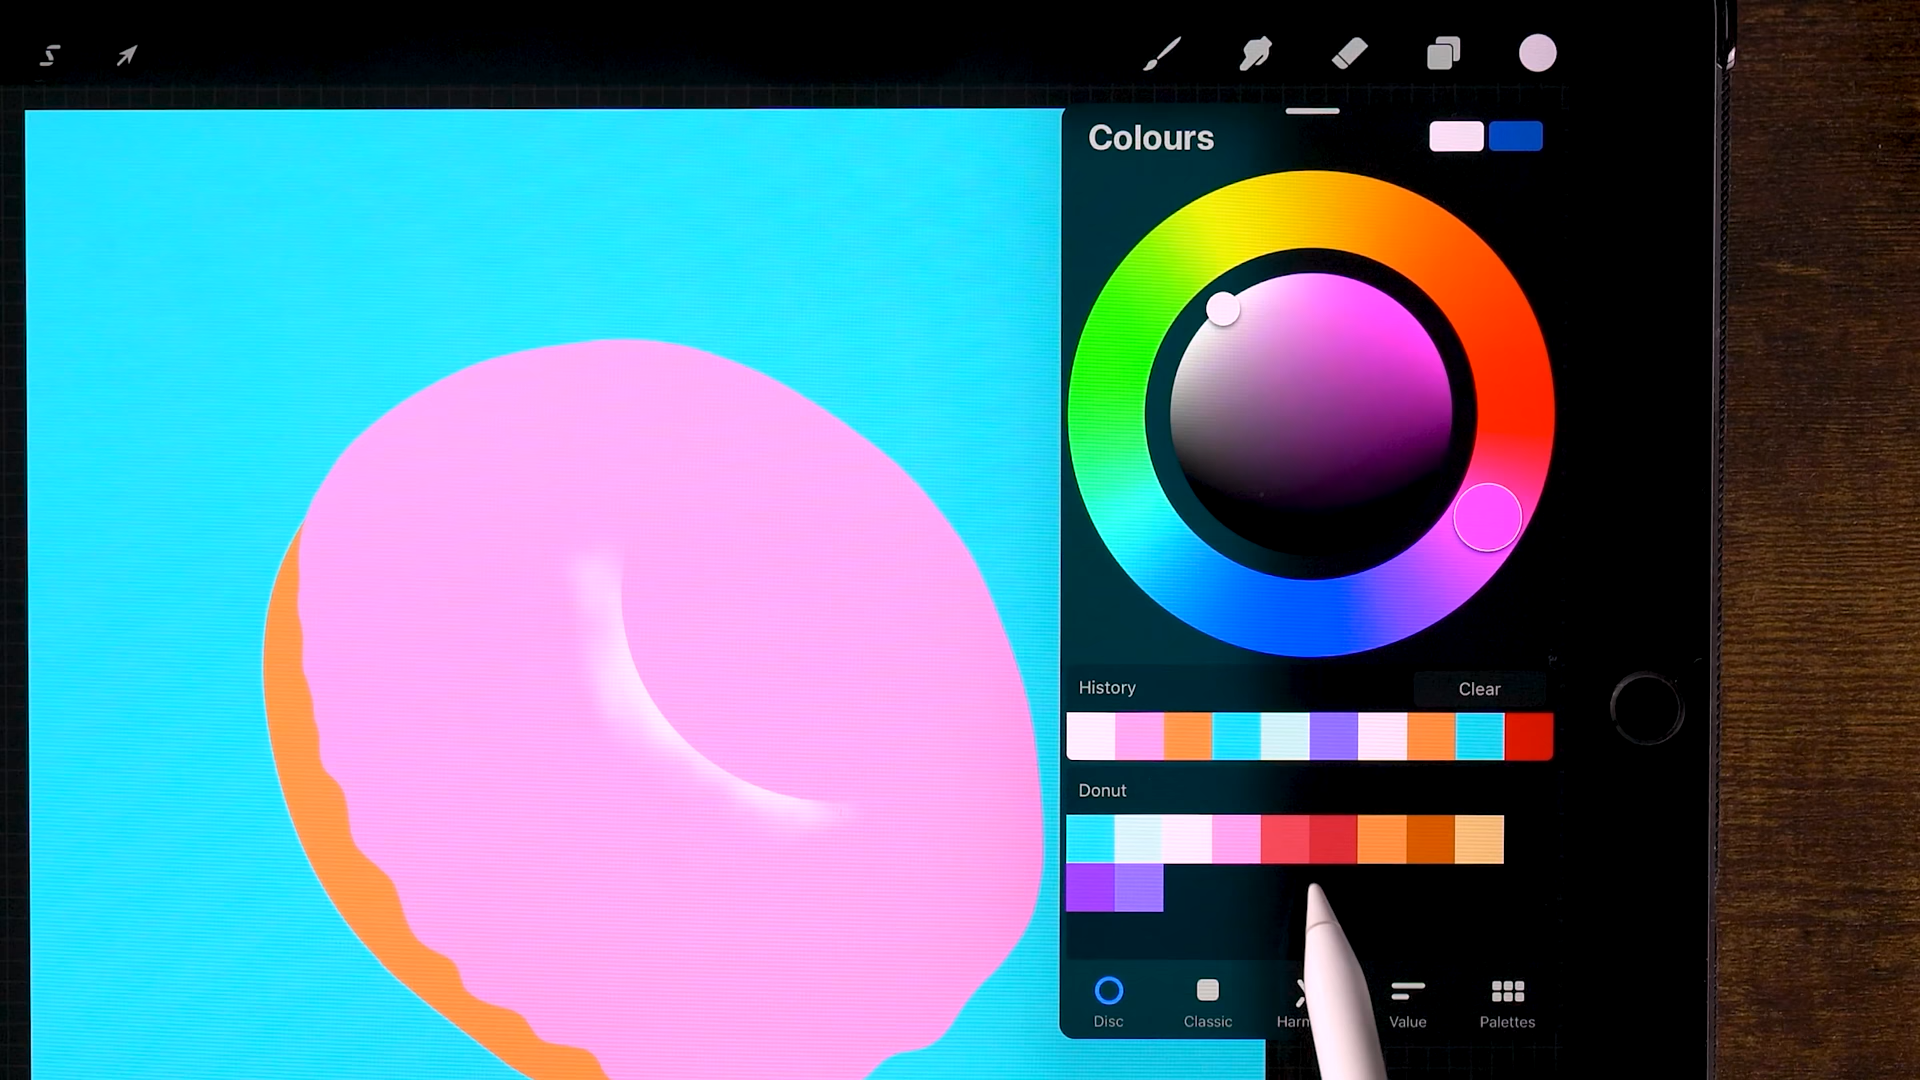 Colours
History
Clear
Donut
Disc
Classic
Value
Palettes